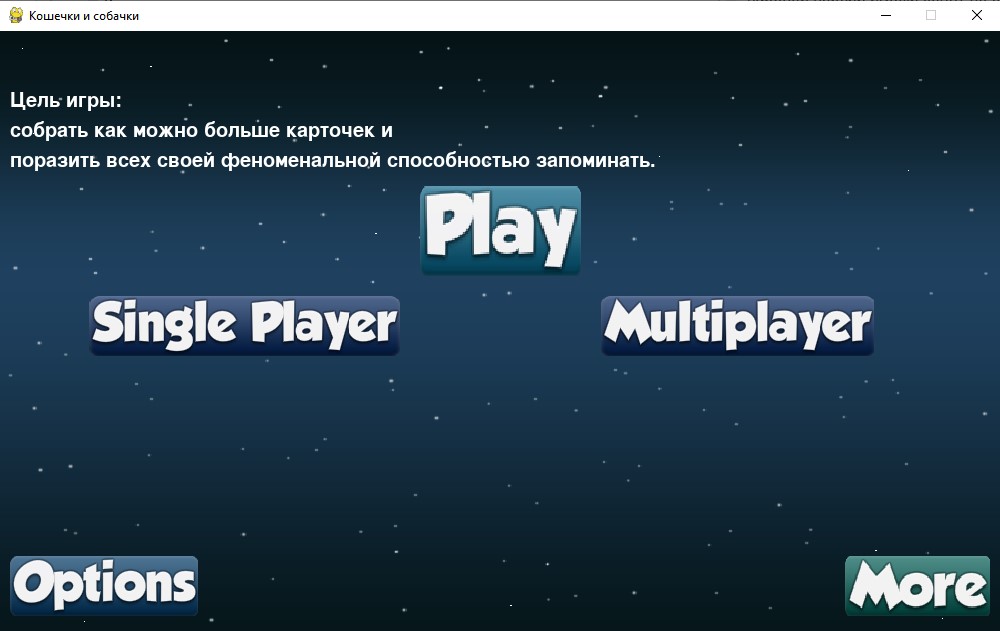 Кошечки и собачки
Цель игры:
собрать как можно больше карточек и
поразить всех своей феноменальной способностью запоминать.
Play
Single Player
Multiplayer
Options
More